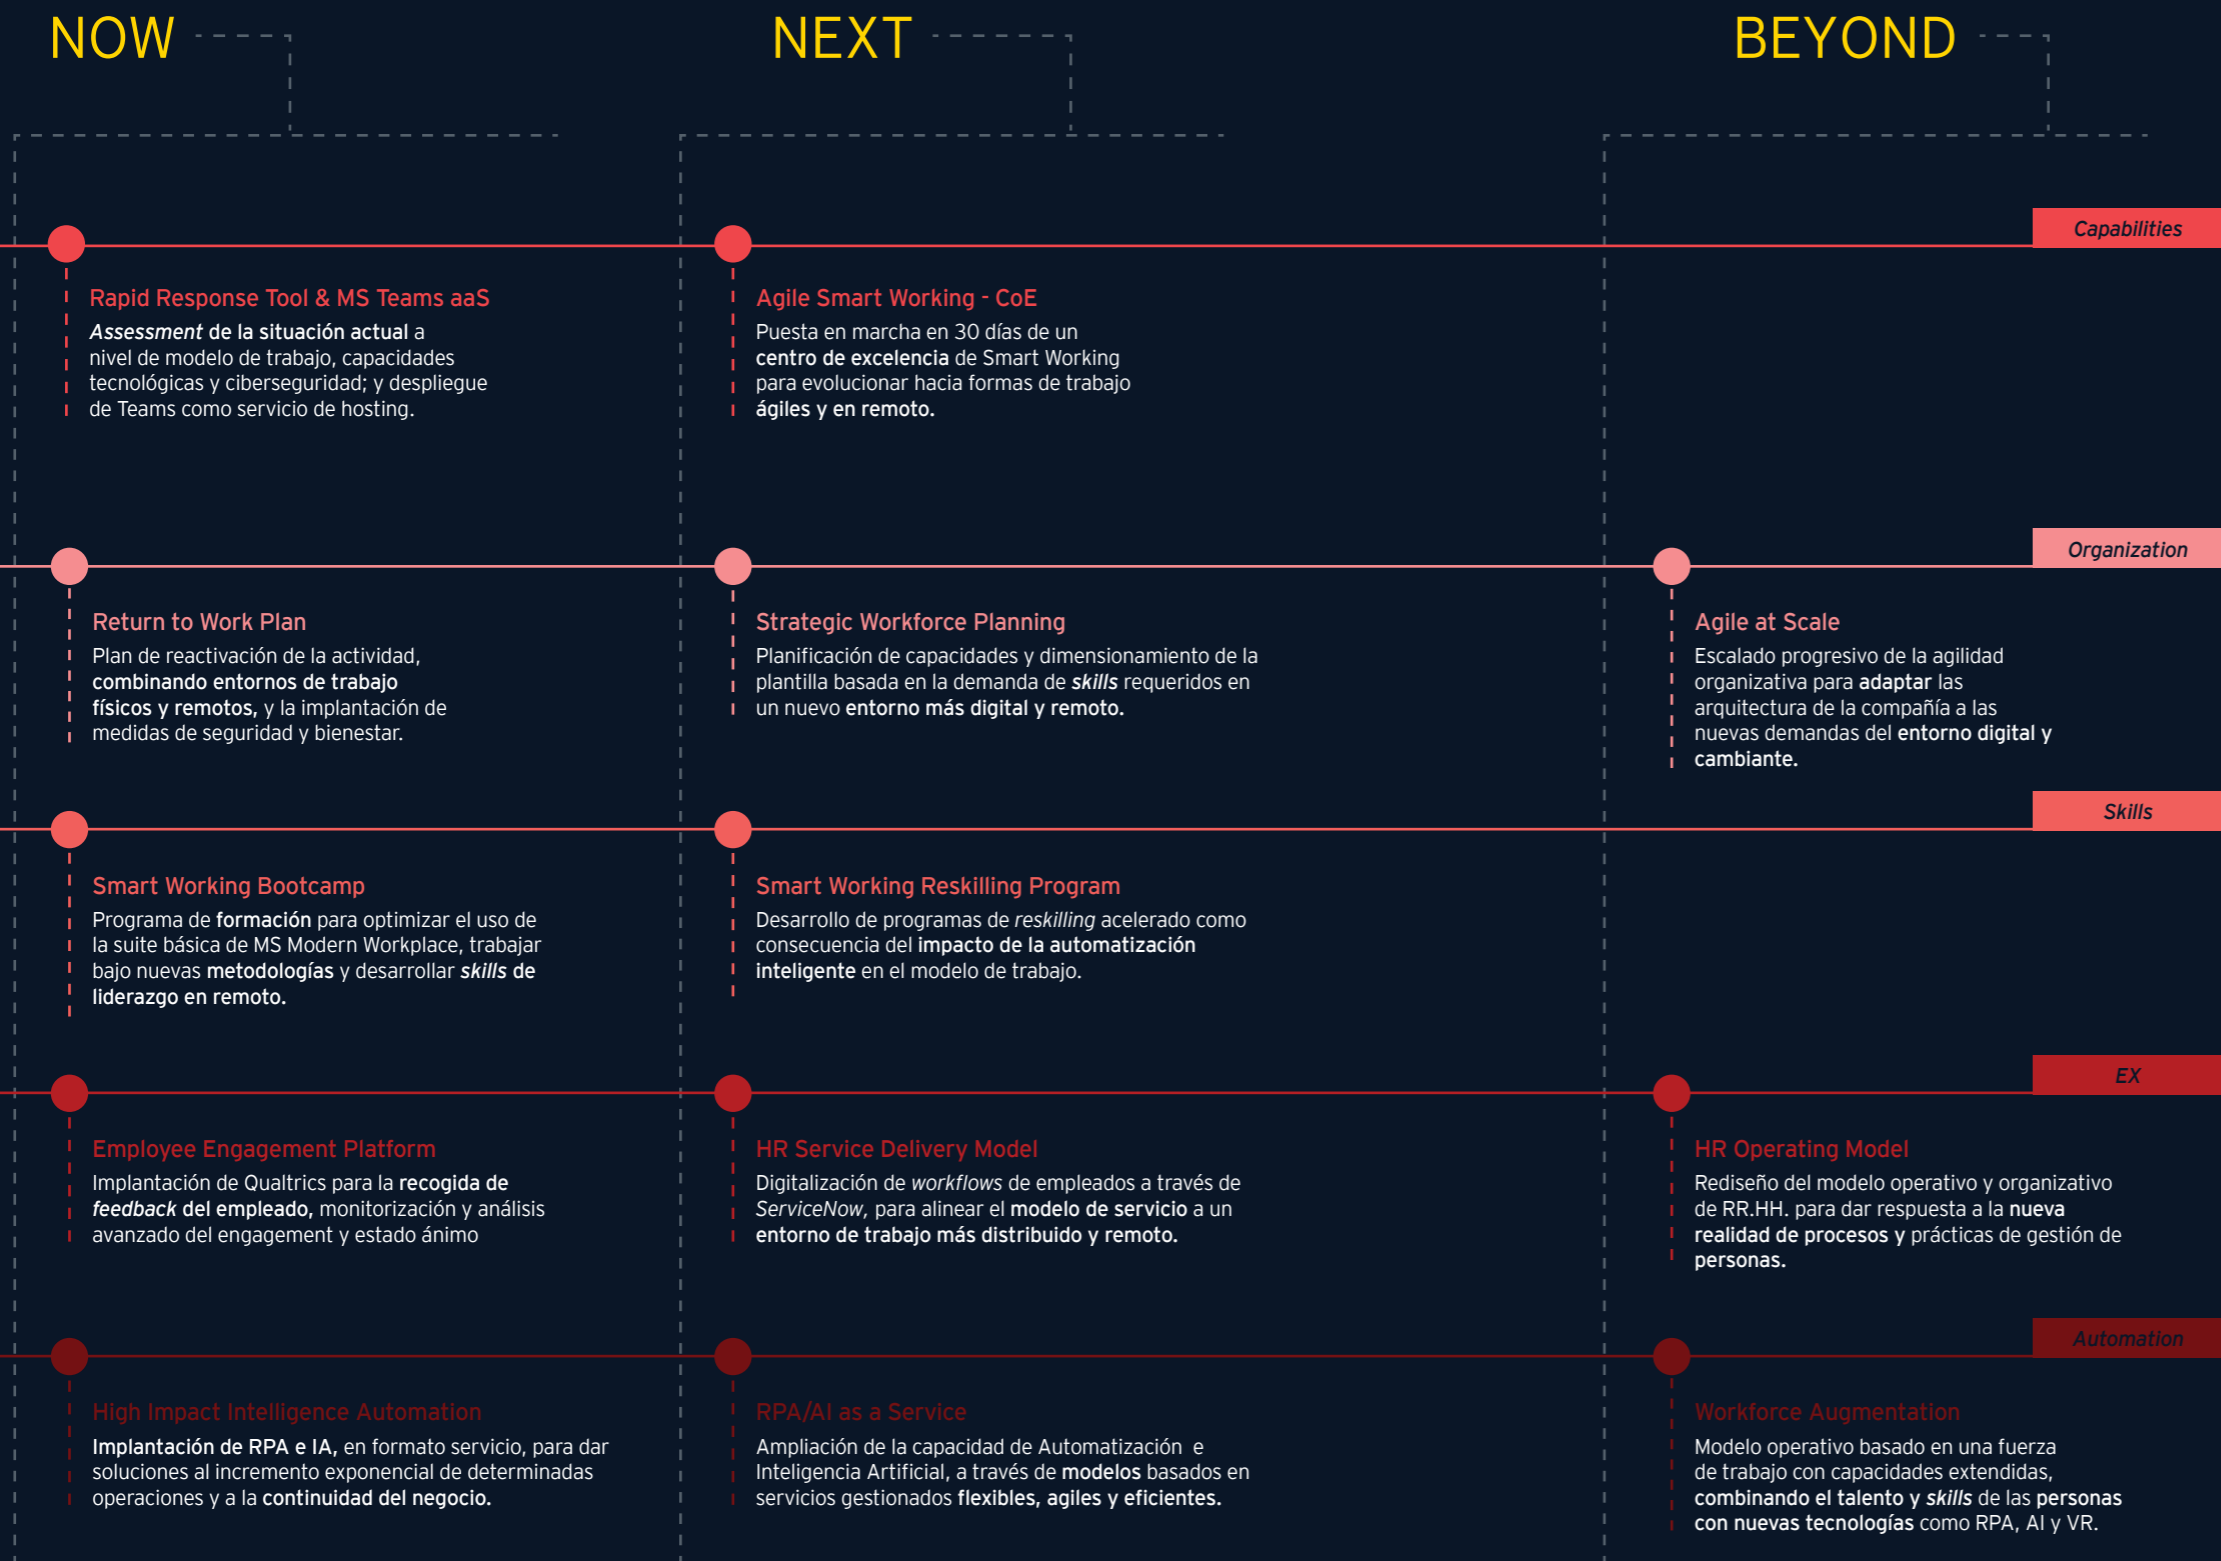 NOW
NEXT
BEYOND
Capabilities
Rapid Response Tool & MS Teams aaS
Assessment de la situación actual a
nivel de modelo de trabajo, capacidades
tecnológicas y ciberseguridad; y despliegue
de Teams como servicio de hosting.
Agile Smart Working - CoE
Puesta en marcha en 30 días de un
centro de excelencia de Smart Working
para evolucionar hacia formas de trabajo
ágiles y en remoto.
Organization
Return to Work Plan
Plan de reactivación de la actividad,
combinando entornos de trabajo
físicos y remotos, y la implantación de
medidas de seguridad y bienestar.
Strategic Workforce Planning
Planificación de capacidades y dimensionamiento de la
plantilla basada en la demanda de skills requeridos en
un nuevo entorno más digital y remoto.
Agile at Scale
Escalado progresivo de la agilidad
organizativa para adaptar las
arquitectura de la compañía a las
nuevas demandas del entorno digital y
cambiante.
Skills
Smart Working Bootcamp
Programa de formación para optimizar el uso de
la suite básica de MS Modern Workplace, trabajar
bajo nuevas metodologías y desarrollar skills de
liderazgo en remoto.
Smart Working Reskilling Program
Desarrollo de programas de reskilling acelerado como
consecuencia del impacto de la automatización
inteligente en el modelo de trabajo.
EX
Employee Engagement Platform
Implantación de Qualtrics para la recogida de
feedback del empleado, monitorización y análisis
avanzado del engagement y estado ánimo
HR Service Delivery Model
Digitalización de workflows de empleados a través de
ServiceNow, para alinear el modelo de servicio a un
entorno de trabajo más distribuido y remoto.
HR Operating Model
Rediseño del modelo operativo y organizativo
de RR.HH. para dar respuesta a la nueva
realidad de procesos y prácticas de gestión de
personas.
Automation
High Impact Intelligence Automation
Implantación de RPA e IA, en formato servicio, para dar
soluciones al incremento exponencial de determinadas
operaciones y a la continuidad del negocio.
RPA/AI as a Service
Ampliación de la capacidad de Automatización e
Inteligencia Artificial, a través de modelos basados en
servicios gestionados flexibles, agiles y eficientes.
Workforce Augmentation
Modelo operativo basado en una fuerza
de trabajo con capacidades extendidas,
combinando el talento y skills de las personas
con nuevas tecnologías como RPA, AI y VR.